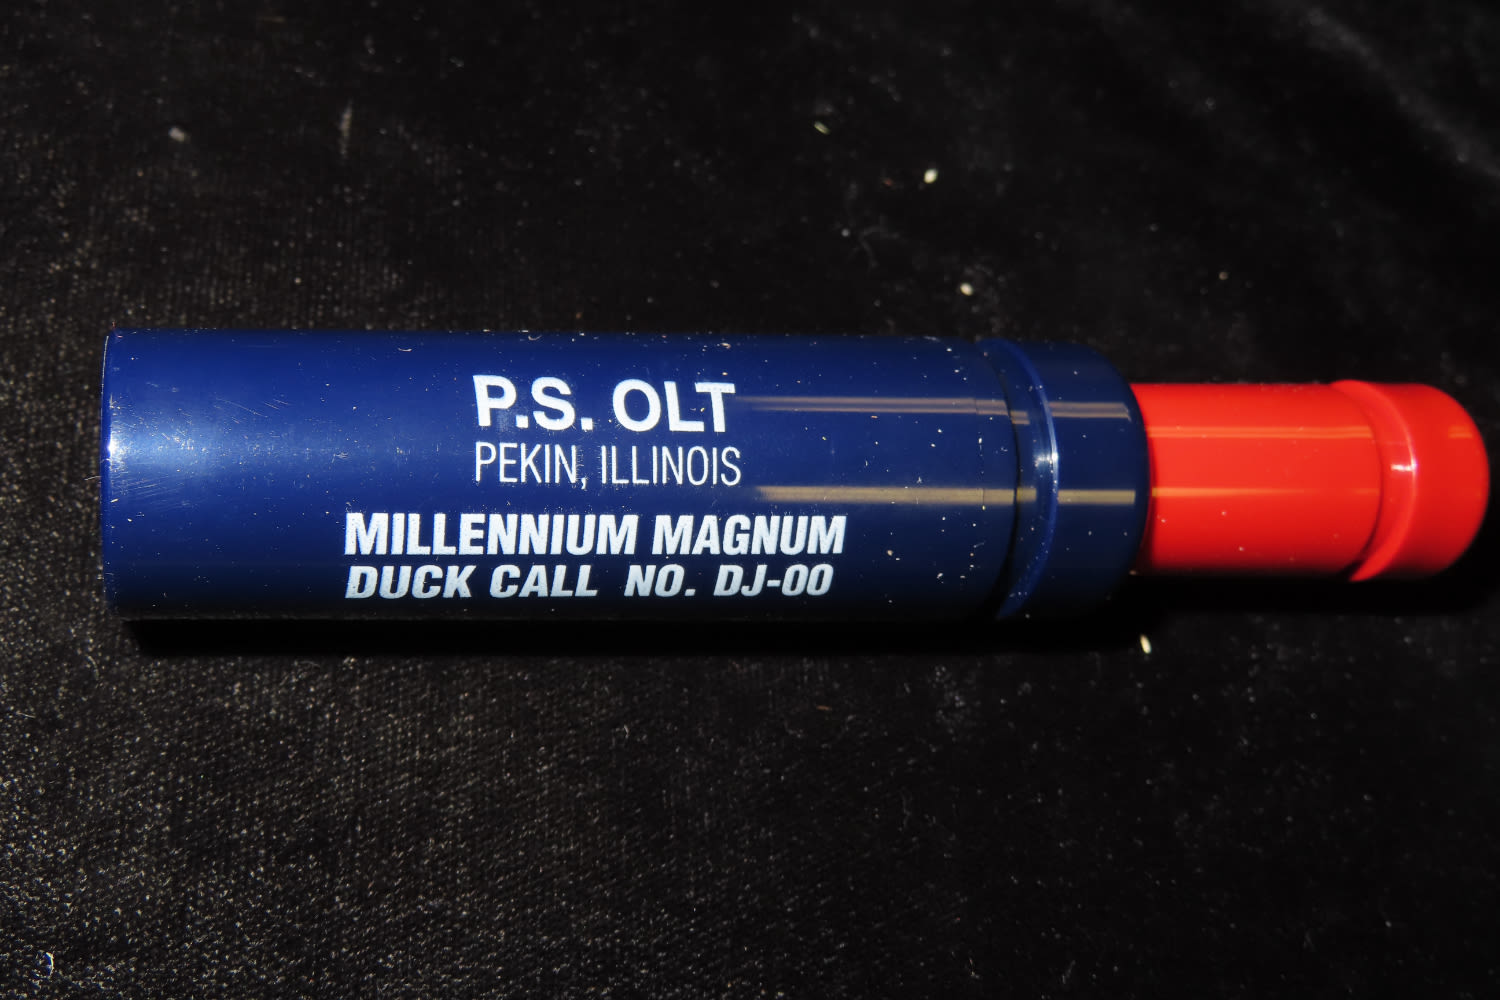 P.S. OLT
PEKIN, ILLINOIS
MILLENNIUM MAGNUM
DUCK CALL NO. DJ-00